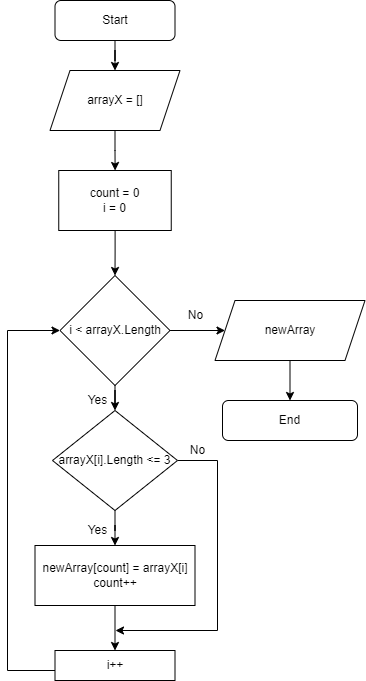 Start
arrayX = []
count = 0
i = 0
i < arrayX.Length
No
newArray
Yes
End
arrayX[i].Length <= 3
No
Yes
newArray[count] = arrayX[i]
count++
i++